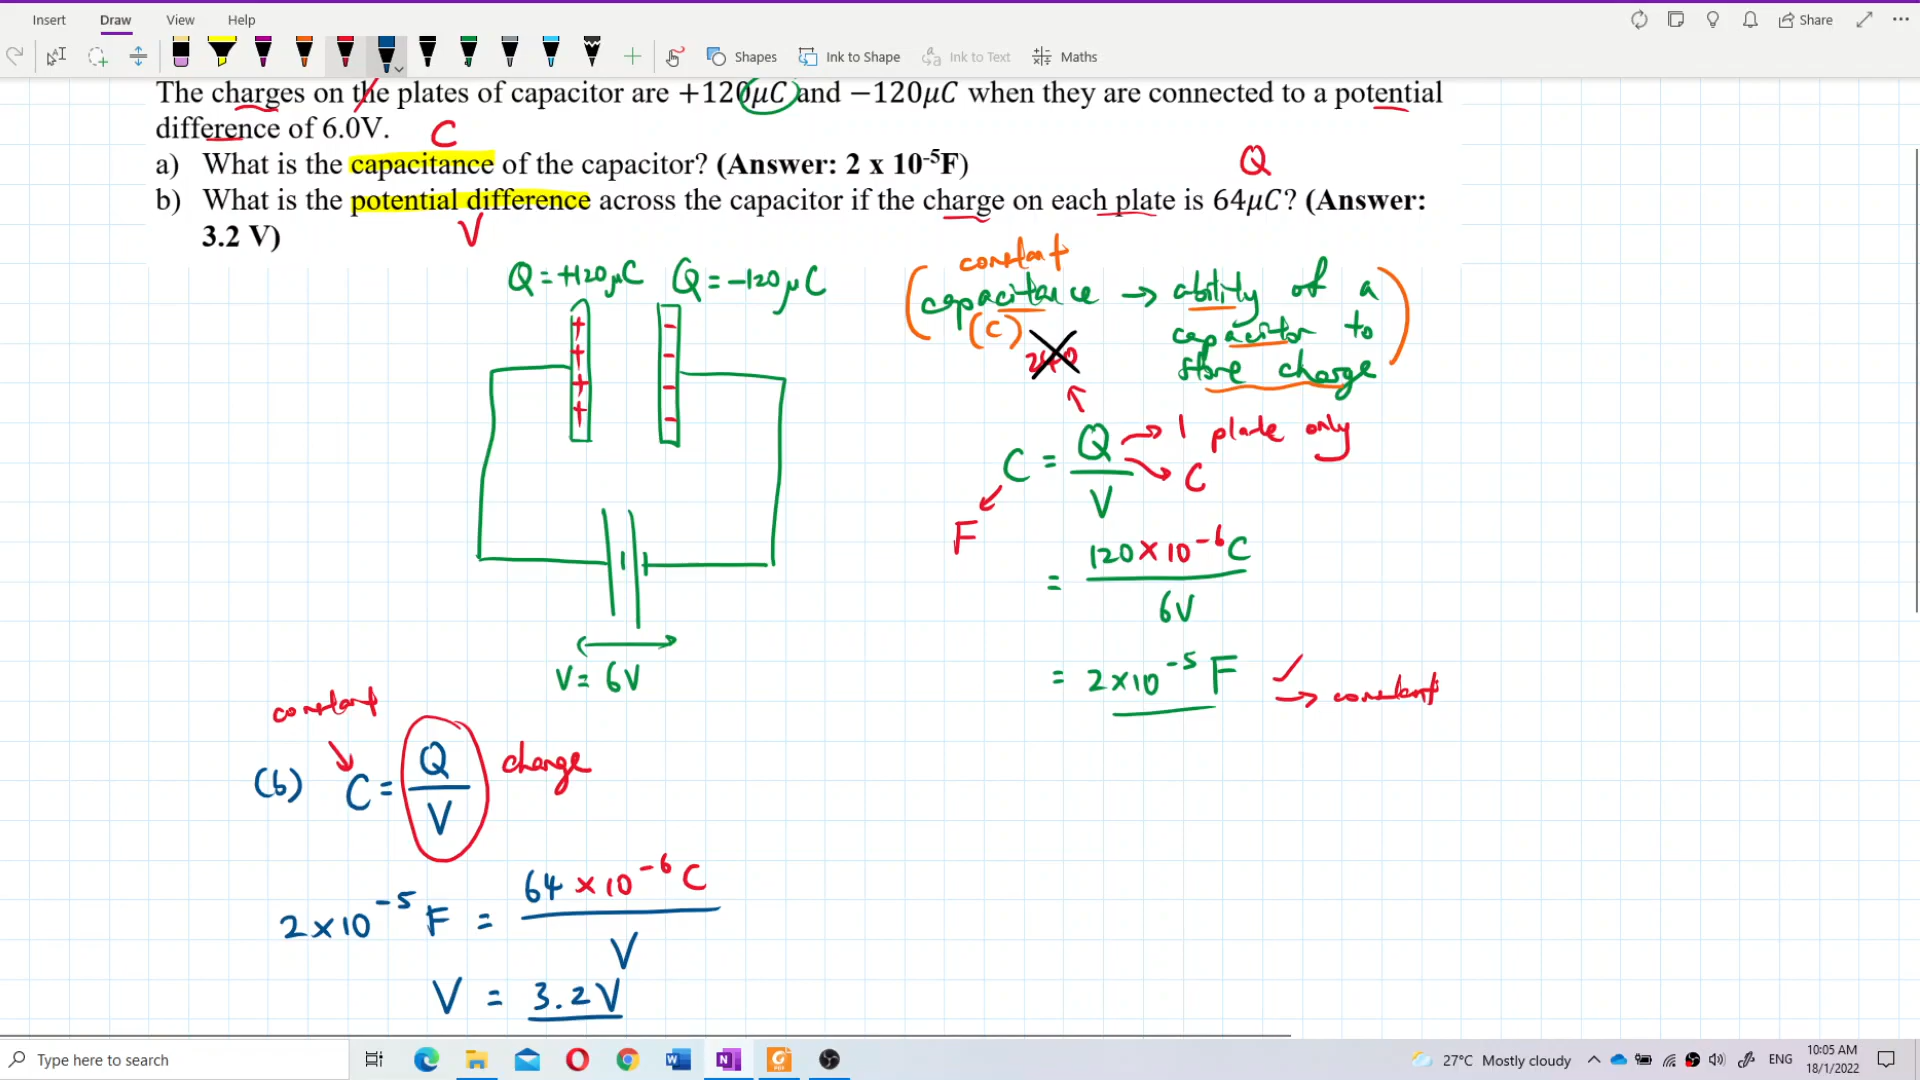 Insert Draw View Help
Share
Shapes Ink to Shape Ink to Text Maths
The charges on the plates of capacitor are +120μC and −120μC when they are connected to a potential
difference of 6.0V.
C
a) What is the capacitance of the capacitor? (Answer: 2 x 10-5F)
Q
b) What is the potential difference across the capacitor if the charge on each plate is 64μC? (Answer:
3.2 V)
V
Q = +120μC Q = −120μC
+ −
+ −
+ −
+ −
V = 6V
constant
(capacitance → ability of a
(C) capacitor to
store charge)
240
C = Q/V
→ 1 plate only
→ C
F
= 120 × 10⁻⁶ C / 6V
= 2 × 10⁻⁵ F ✓
→ constant
constant
(b) C = Q/V change
2 × 10⁻⁵ F = 64 × 10⁻⁶ C / V
V = 3.2 V
Type here to search
27°C Mostly cloudy ENG 10:05 AM
18/1/2022